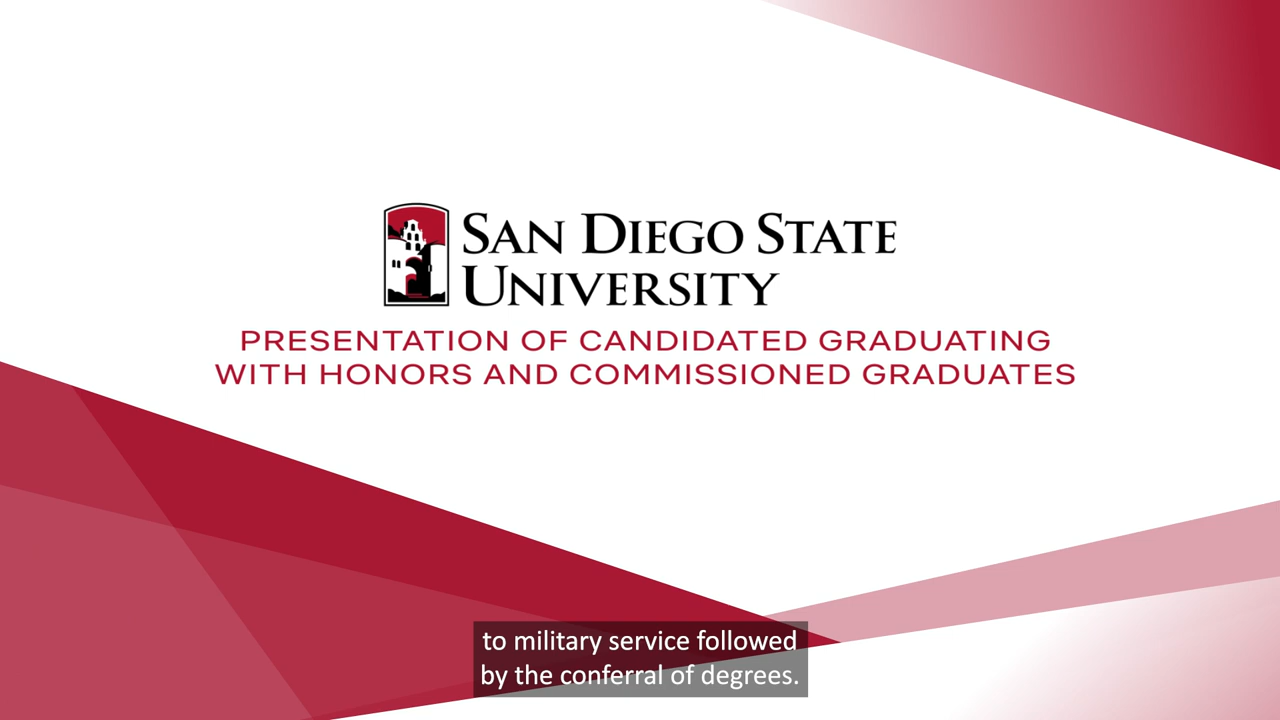 SAN DIEGO STATE
UNIVERSITY
PRESENTATION OF CANDIDATED GRADUATING
WITH HONORS AND COMMISSIONED GRADUATES
to military service followed
by the conferral of degrees.